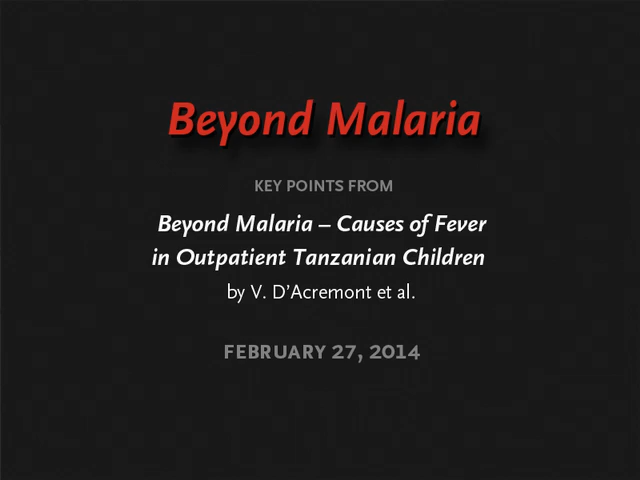 Beyond Malaria
KEY POINTS FROM
Beyond Malaria – Causes of Fever
in Outpatient Tanzanian Children
by V. D’Acremont et al.
FEBRUARY 27, 2014